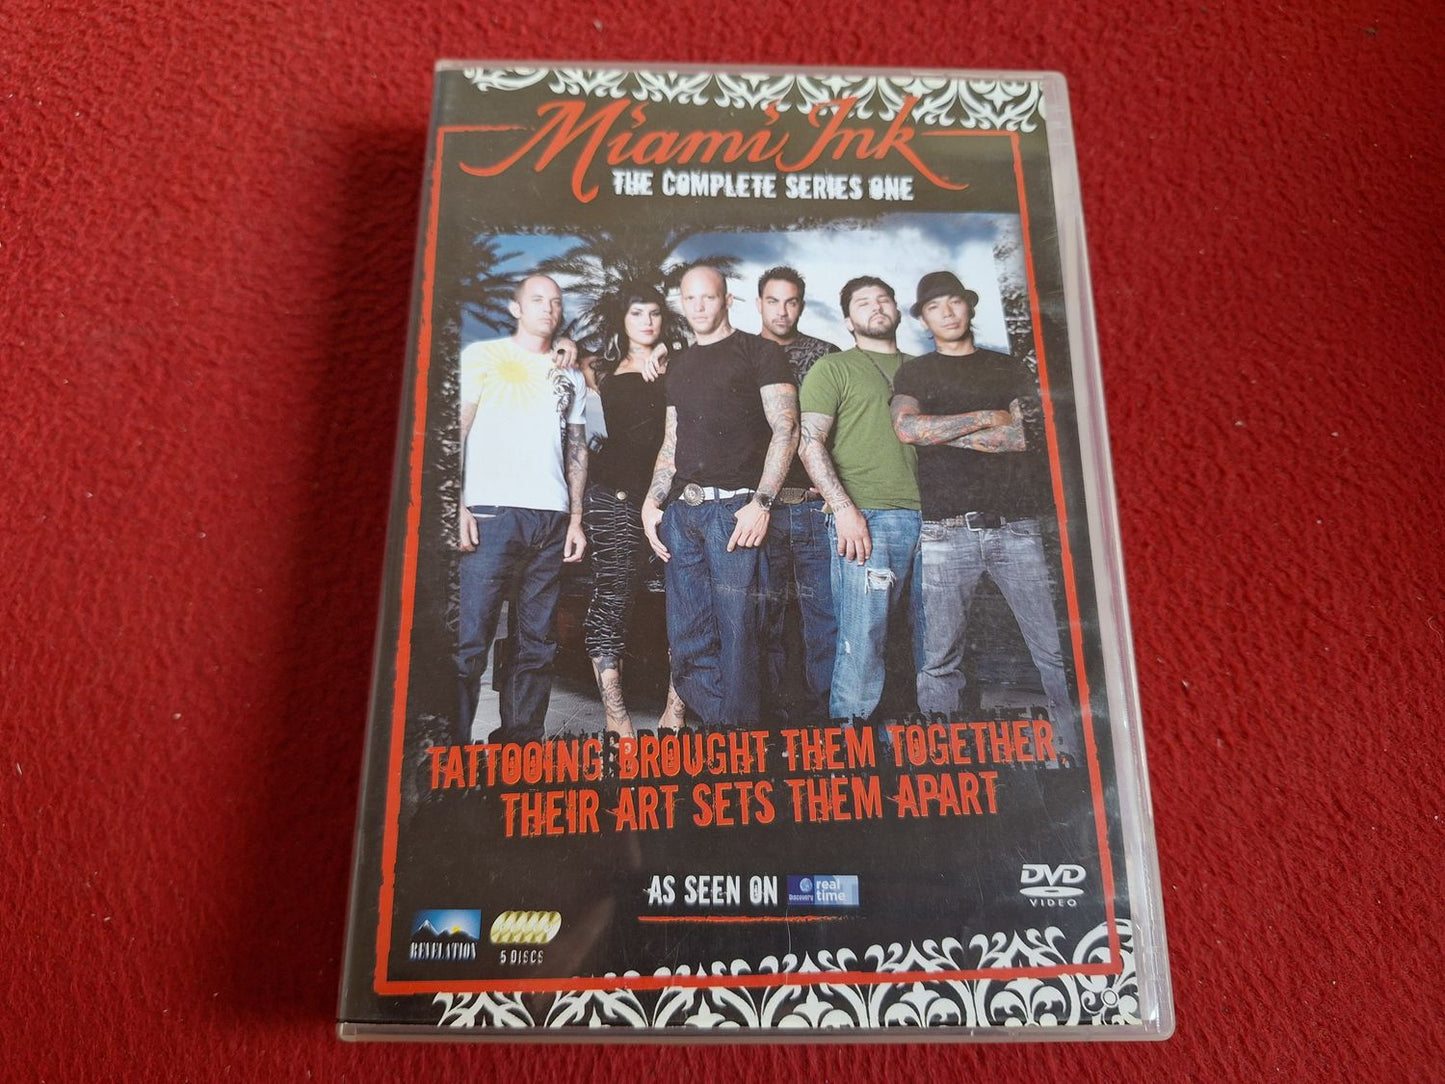 Miami Ink
THE COMPLETE SERIES ONE
TATTOOING BROUGHT THEM TOGETHER,
THEIR ART SETS THEM APART
AS SEEN ON
Discovery
real
time
DVD
VIDEO
REVELATION
5 DISCS